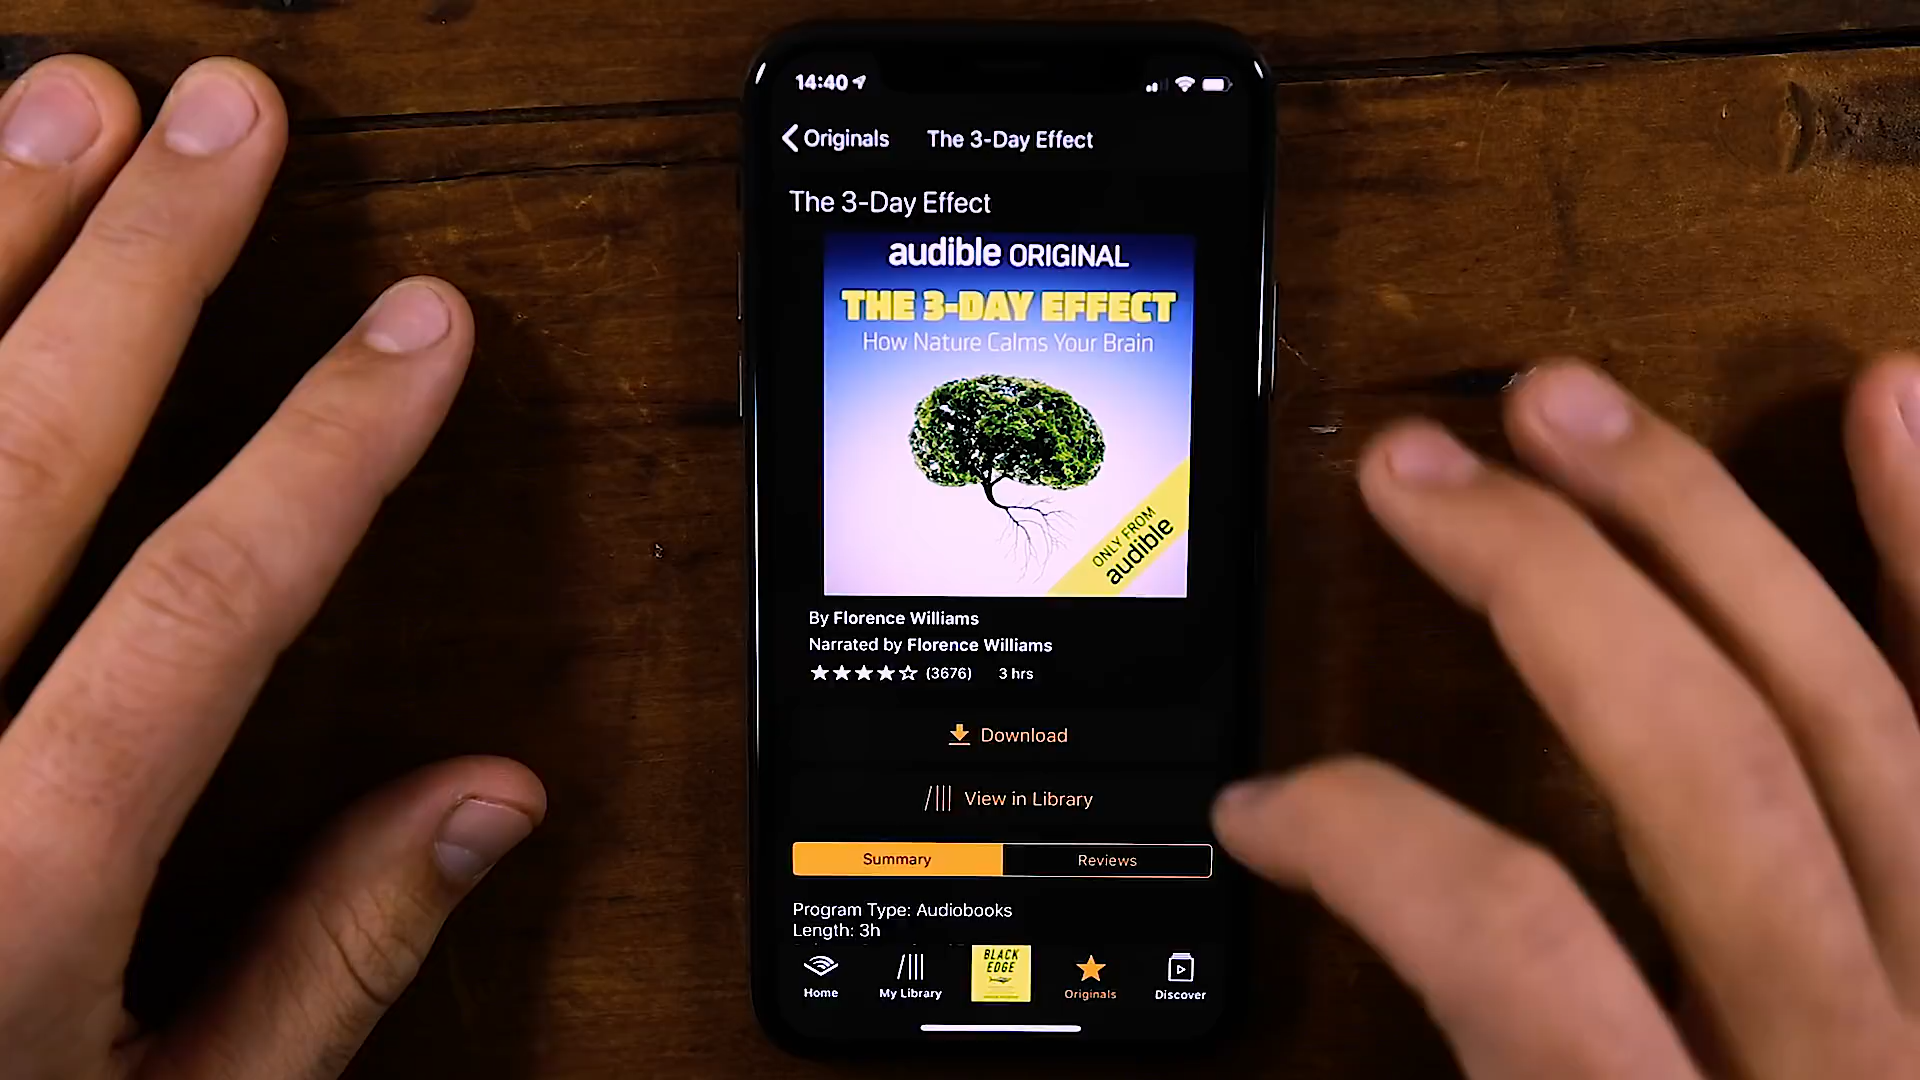 14:40
Originals The 3-Day Effect
The 3-Day Effect
audible ORIGINAL
THE 3-DAY EFFECT
How Nature Calms Your Brain
ONLY FROM
audible
By Florence Williams
Narrated by Florence Williams
(3676) 3 hrs
Download
View in Library
Summary Reviews
Program Type: Audiobooks
Length: 3h
BLACK
EDGE
Home My Library Originals Discover